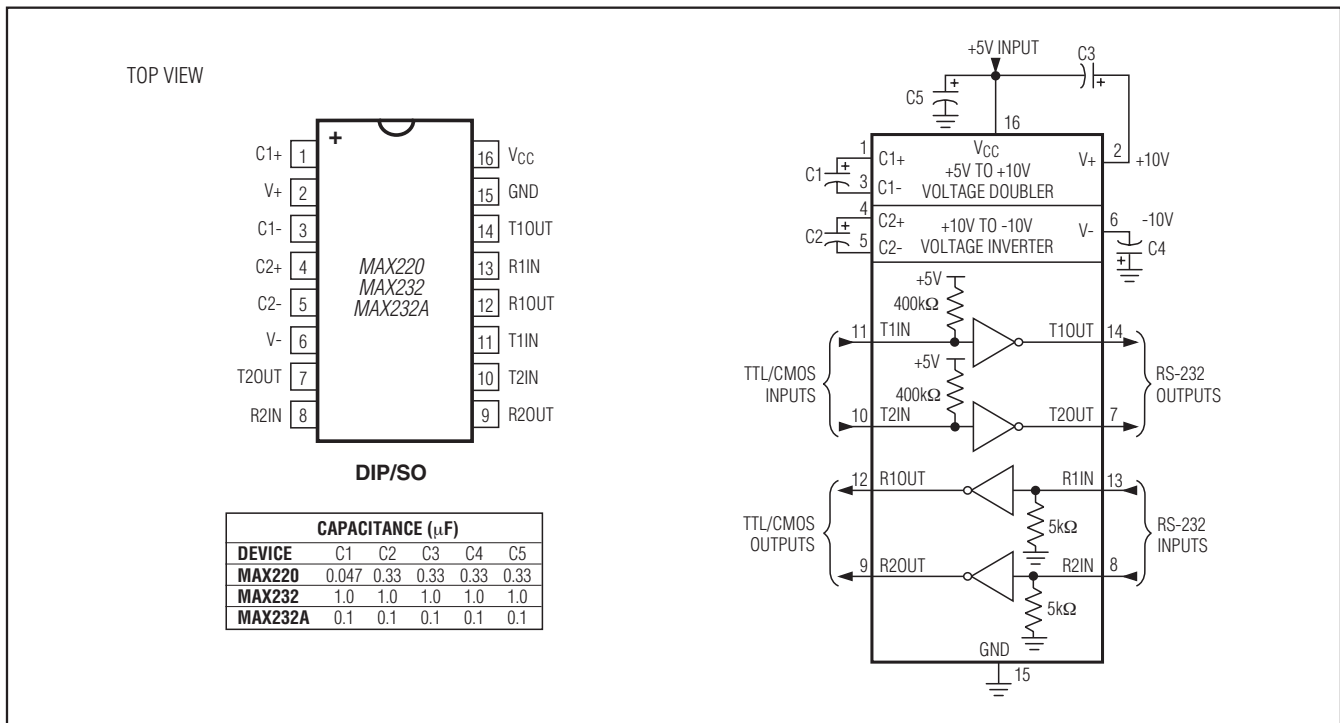 TOP VIEW
+
C1+ 1
V+ 2
C1- 3
C2+ 4
C2- 5
V- 6
T2OUT 7
R2IN 8
16 VCC
15 GND
14 T1OUT
13 R1IN
12 R1OUT
11 T1IN
10 T2IN
9 R2OUT
MAX220
MAX232
MAX232A
DIP/SO
CAPACITANCE (µF)
DEVICE C1 C2 C3 C4 C5
MAX220 0.047 0.33 0.33 0.33 0.33
MAX232 1.0 1.0 1.0 1.0 1.0
MAX232A 0.1 0.1 0.1 0.1 0.1
+5V INPUT
C3
+
+
C5
16
1
C1+
VCC
V+
2
+10V
C1
+
3
C1-
+5V TO +10V
VOLTAGE DOUBLER
4
C2+
C2
+
5
C2-
+10V TO -10V
VOLTAGE INVERTER
V-
6
-10V
C4
+
+5V
400kΩ
11 T1IN
T1OUT 14
+5V
400kΩ
TTL/CMOS
INPUTS
RS-232
OUTPUTS
10 T2IN
T2OUT 7
12 R1OUT
R1IN 13
5kΩ
TTL/CMOS
OUTPUTS
RS-232
INPUTS
9 R2OUT
R2IN 8
5kΩ
GND
15